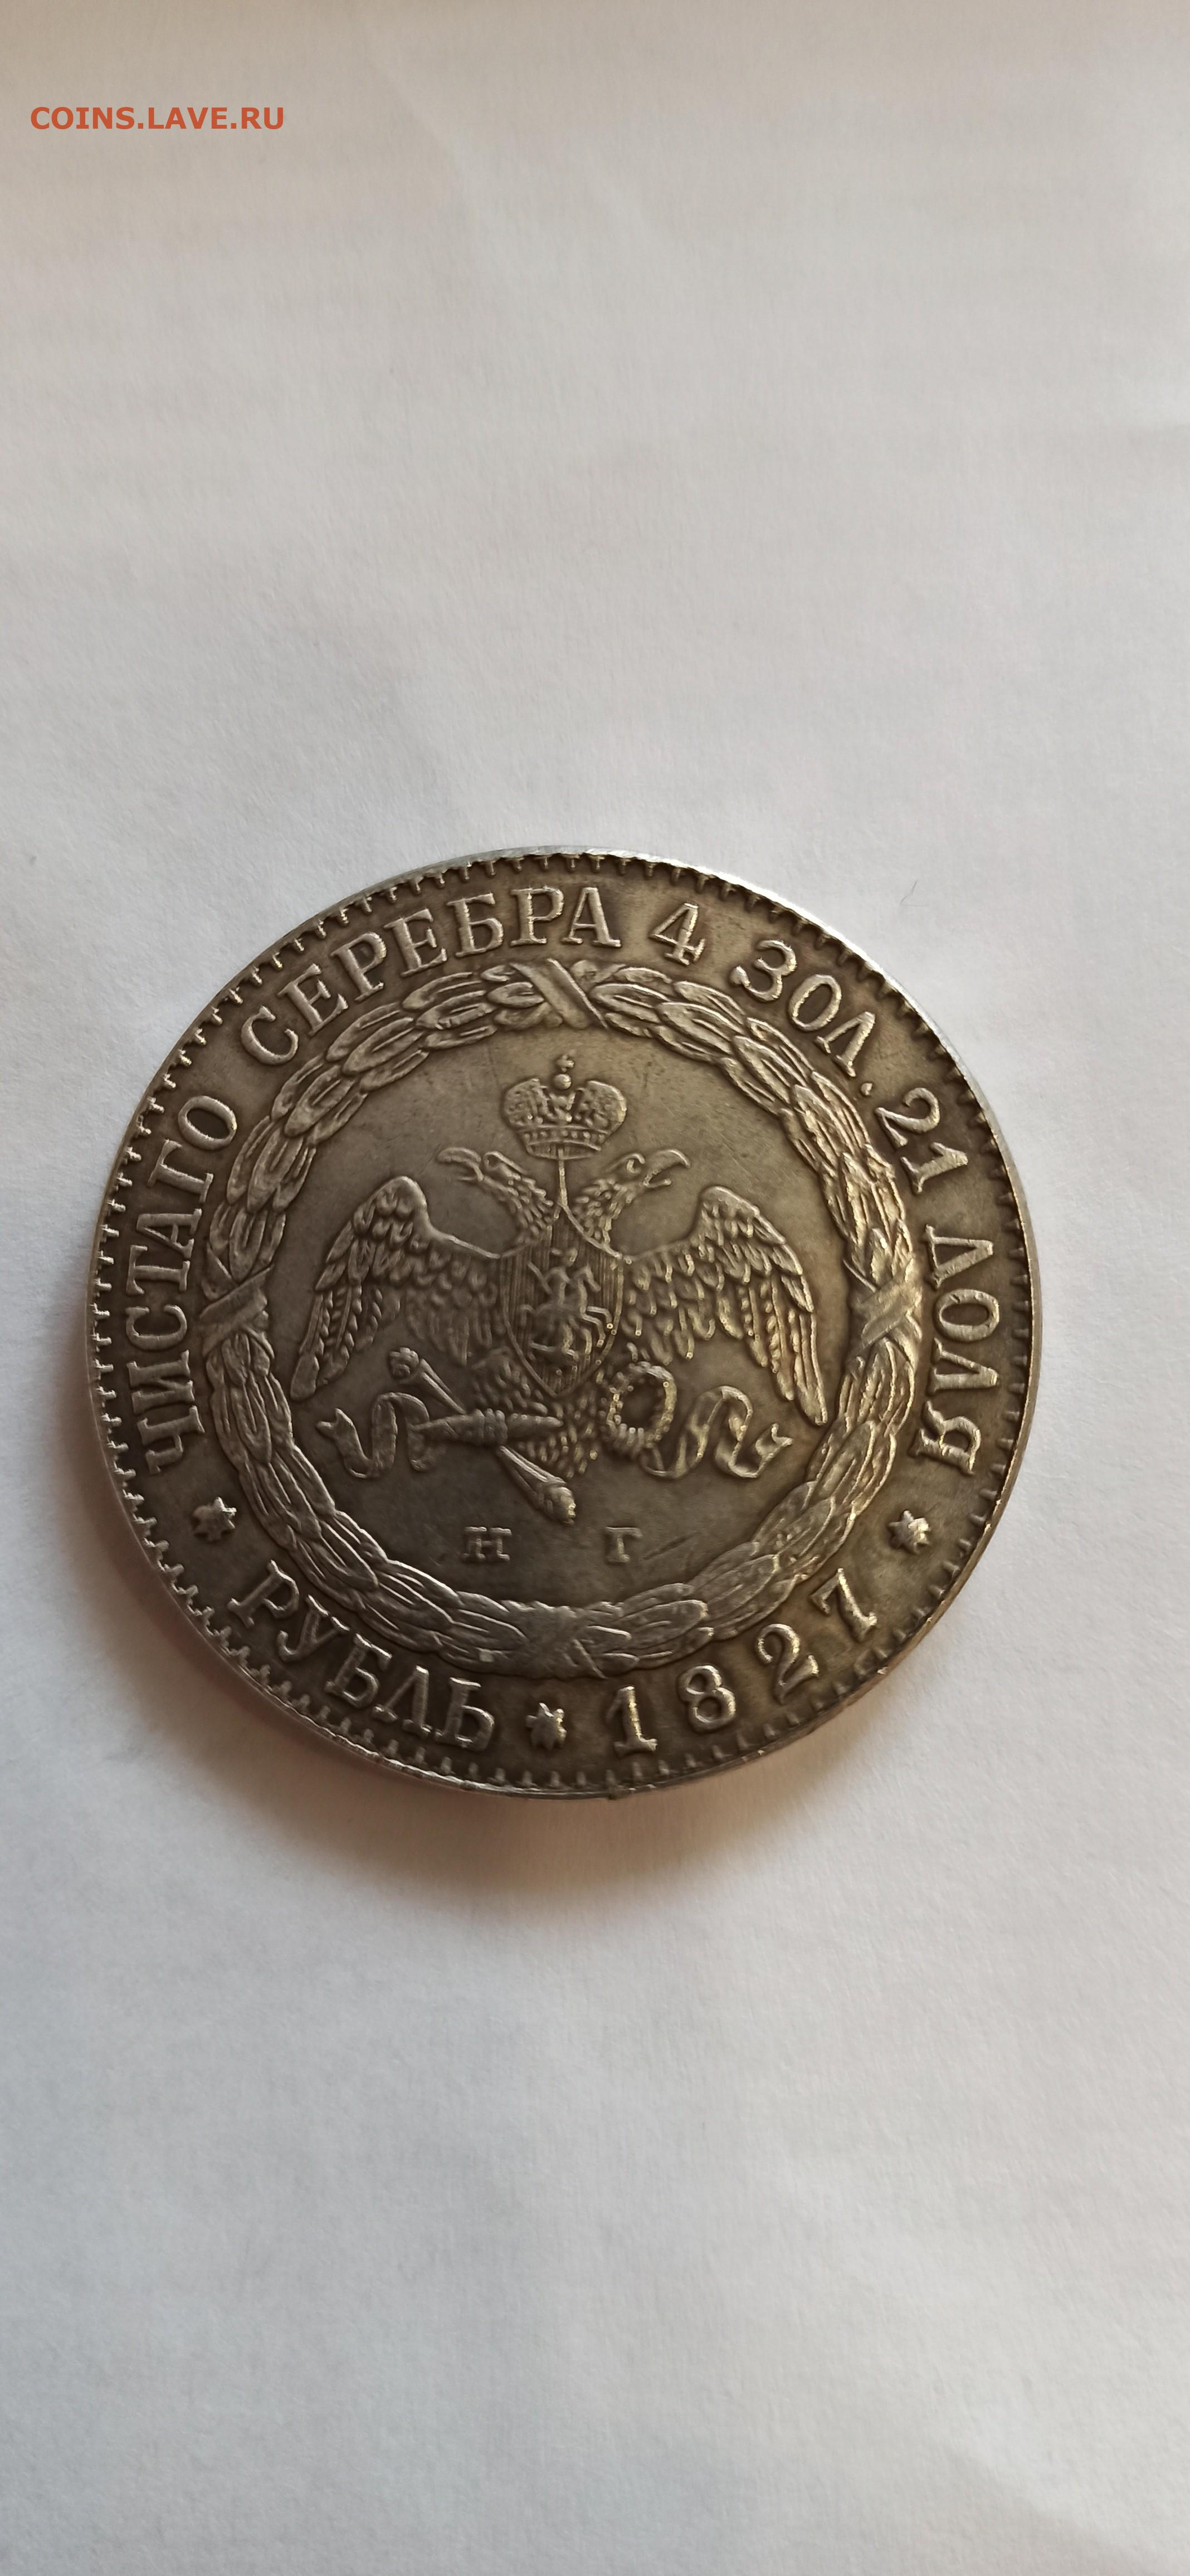 COINS.LAVE.RU
ЧИСТАГО СЕРЕБРА 4 ЗОЛ. 21 ДОЛЯ
* РУБЛЬ * 1827 *
Н Г